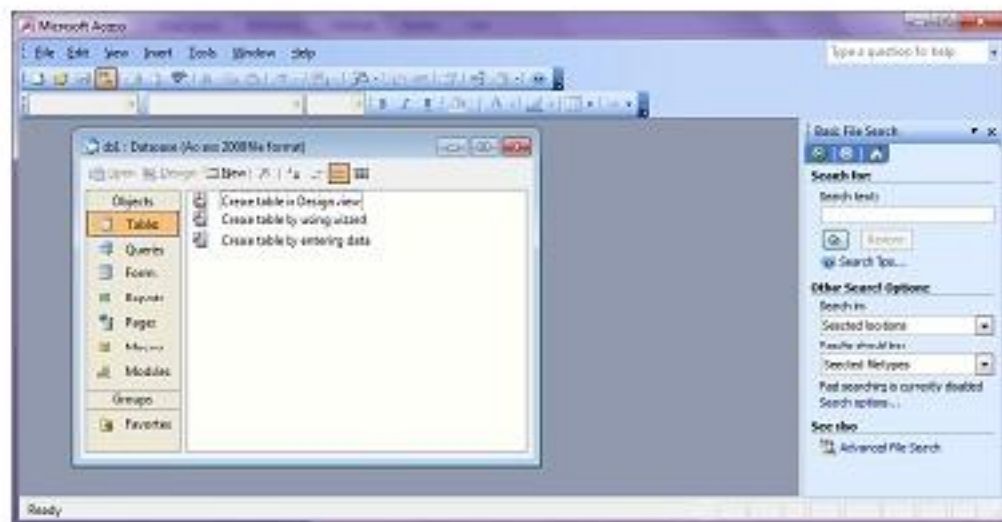 Microsoft Access
File Edit View Insert Tools Window Help
Type a question for help
db1 : Database (Access 2000 file format)
Open Design New
Objects
Table
Queries
Form
Reports
Pages
Macros
Modules
Groups
Favorites
Create table in Design view
Create table by using wizard
Create table by entering data
Basic File Search
Search for:
Search text:
Go Restore
Search Tips...
Other Search Options:
Search in:
Selected locations
Results should be:
Selected file types
Fast searching is currently disabled
Search options...
See also
Advanced File Search
Ready